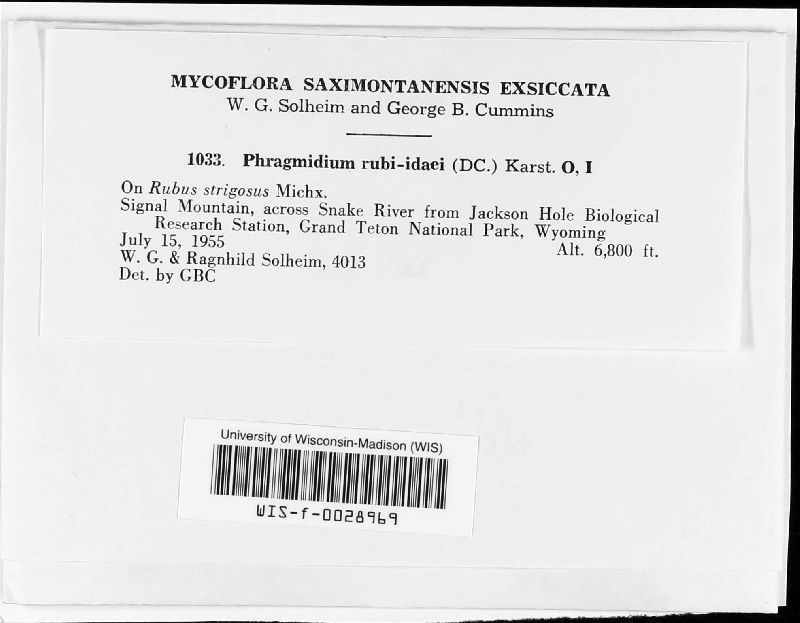 MYCOFLORA SAXIMONTANENSIS EXSICCATA
W. G. Solheim and George B. Cummins
1033. Phragmidium rubi-idaei (DC.) Karst. O, I
On Rubus strigosus Michx.
Signal Mountain, across Snake River from Jackson Hole Biological
Research Station, Grand Teton National Park, Wyoming
July 15, 1955 Alt. 6,800 ft.
W. G. & Ragnhild Solheim, 4013
Det. by GBC
University of Wisconsin-Madison (WIS)
WIS-f-0028969